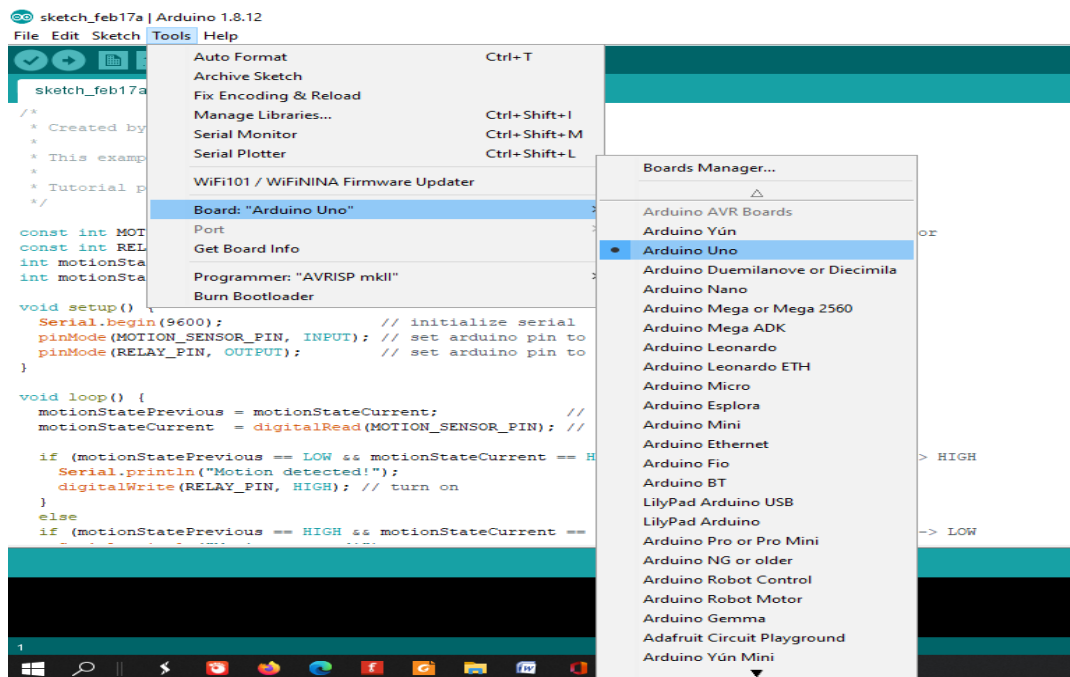 sketch_feb17a | Arduino 1.8.12
File Edit Sketch Tools Help
sketch_feb17a
Auto Format Ctrl+T
Archive Sketch
Fix Encoding & Reload
Manage Libraries... Ctrl+Shift+I
Serial Monitor Ctrl+Shift+M
Serial Plotter Ctrl+Shift+L
WiFi101 / WiFiNINA Firmware Updater
Board: "Arduino Uno"
Port
Get Board Info
Programmer: "AVRISP mkII"
Burn Bootloader
Boards Manager...
Arduino AVR Boards
Arduino Yún
Arduino Uno
Arduino Duemilanove or Diecimila
Arduino Nano
Arduino Mega or Mega 2560
Arduino Mega ADK
Arduino Leonardo
Arduino Leonardo ETH
Arduino Micro
Arduino Esplora
Arduino Mini
Arduino Ethernet
Arduino Fio
Arduino BT
LilyPad Arduino USB
LilyPad Arduino
Arduino Pro or Pro Mini
Arduino NG or older
Arduino Robot Control
Arduino Robot Motor
Arduino Gemma
Adafruit Circuit Playground
Arduino Yún Mini
/*
* Created by
*
* This examp
*
* Tutorial p
*/
const int MOT or
const int REL
int motionSta
int motionSta
void setup() {
Serial.begin(9600); // initialize serial
pinMode(MOTION_SENSOR_PIN, INPUT); // set arduino pin to
pinMode(RELAY_PIN, OUTPUT); // set arduino pin to
}
void loop() {
motionStatePrevious = motionStateCurrent; //
motionStateCurrent = digitalRead(MOTION_SENSOR_PIN); //
if (motionStatePrevious == LOW && motionStateCurrent == H > HIGH
Serial.println("Motion detected!");
digitalWrite(RELAY_PIN, HIGH); // turn on
}
else
if (motionStatePrevious == HIGH && motionStateCurrent == -> LOW
1